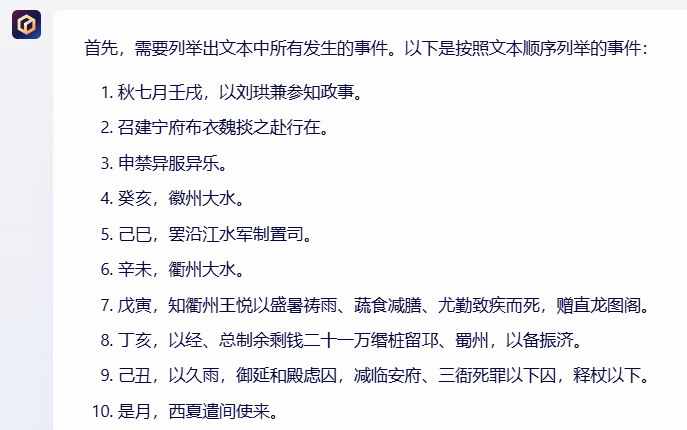 首先，需要列举出文本中所有发生的事件。以下是按照文本顺序列举的事件：
1. 秋七月壬戌，以刘珙兼参知政事。
2. 召建宁府布衣魏掞之赴行在。
3. 申禁异服异乐。
4. 癸亥，徽州大水。
5. 己巳，罢沿江水军制置司。
6. 辛未，衢州大水。
7. 戊寅，知衢州王悦以盛暑祷雨、蔬食减膳、尤勤致疾而死，赠直龙图阁。
8. 丁亥，以经、总制余剩钱二十一万缗桩留邛、蜀州，以备振济。
9. 己丑，以久雨，御延和殿虑囚，减临安府、三衙死罪以下囚，释杖以下。
10. 是月，西夏遣间使来。